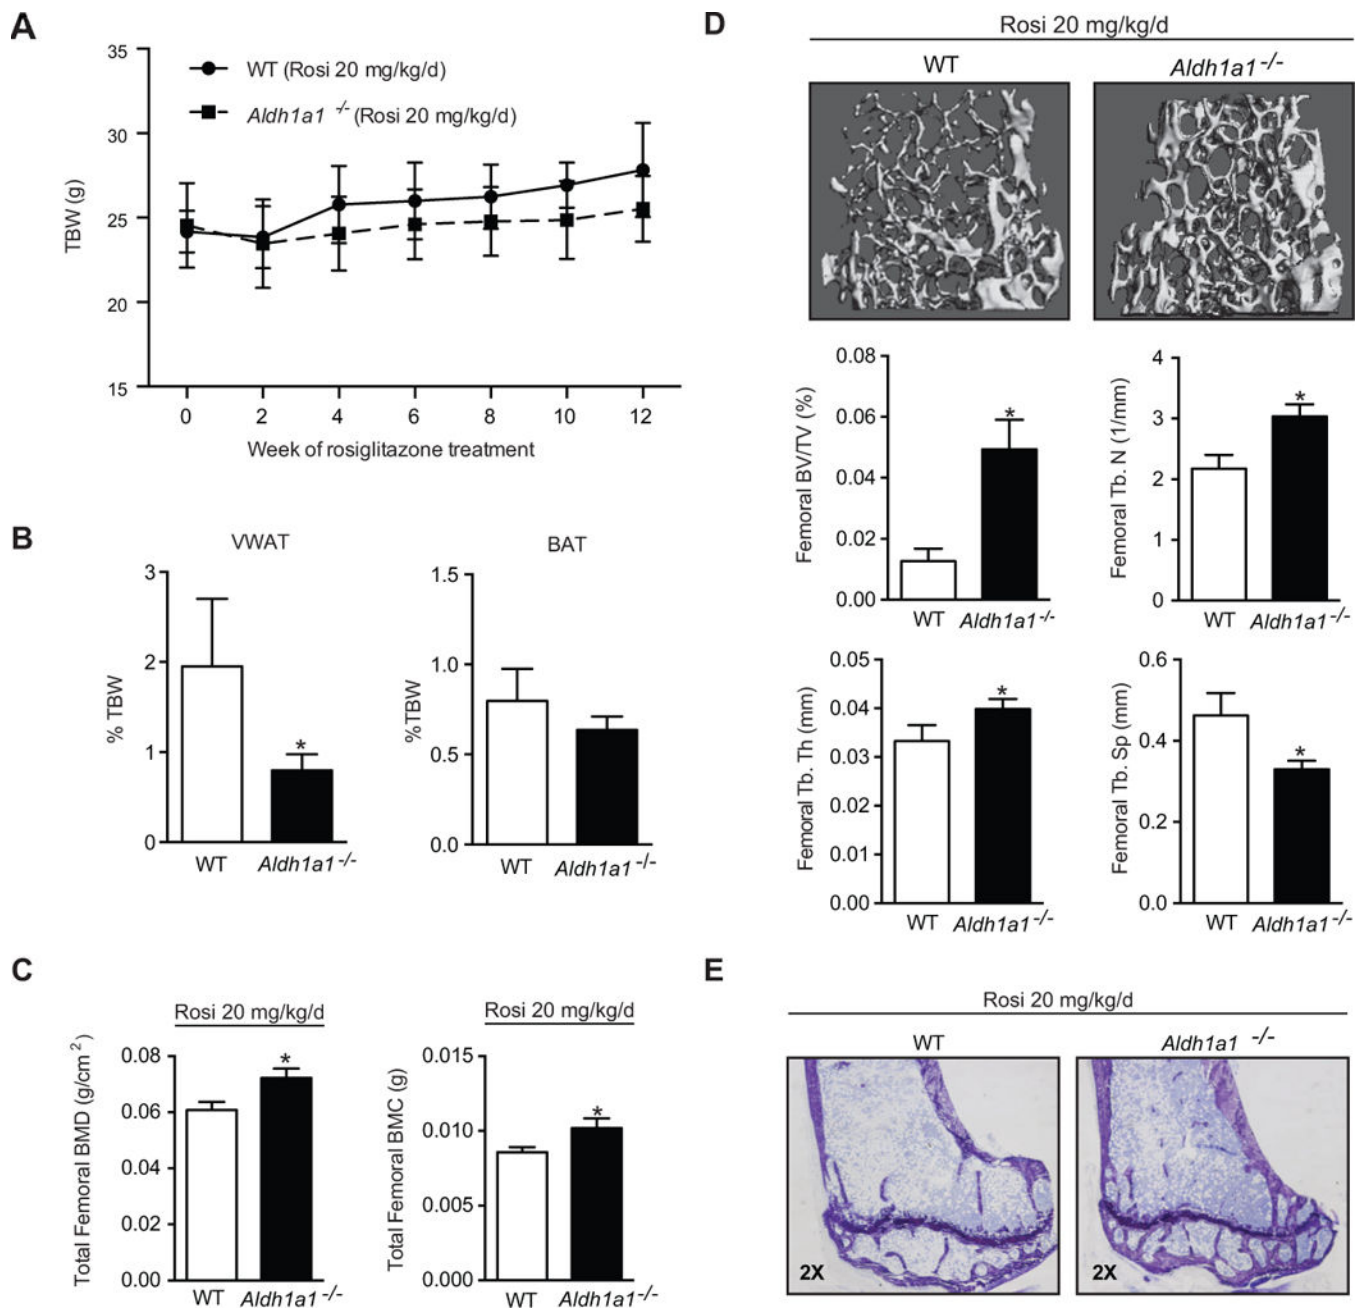 A
35
30
25
20
15
TBW (g)
WT (Rosi 20 mg/kg/d)
Aldh1a1 -/- (Rosi 20 mg/kg/d)
0 2 4 6 8 10 12
Week of rosiglitazone treatment
B
VWAT
3
2
1
0
% TBW
WT Aldh1a1-/-
BAT
1.5
1.0
0.5
0.0
%TBW
WT Aldh1a1-/-
*
C
Rosi 20 mg/kg/d
0.08
0.06
0.04
0.02
0.00
Total Femoral BMD (g/cm2)
*
WT Aldh1a1-/-
Rosi 20 mg/kg/d
0.015
0.010
0.005
0.000
Total Femoral BMC (g)
*
WT Aldh1a1-/-
D
Rosi 20 mg/kg/d
WT Aldh1a1-/-
0.08
0.06
0.04
0.02
0.00
Femoral BV/TV (%)
*
WT Aldh1a1-/-
4
3
2
1
0
Femoral Tb. N (1/mm)
*
WT Aldh1a1-/-
0.05
0.04
0.03
0.02
0.01
0.00
Femoral Tb. Th (mm)
*
WT Aldh1a1-/-
0.6
0.4
0.2
0.0
Femoral Tb. Sp (mm)
*
WT Aldh1a1-/-
E
Rosi 20 mg/kg/d
WT Aldh1a1 -/-
2X 2X